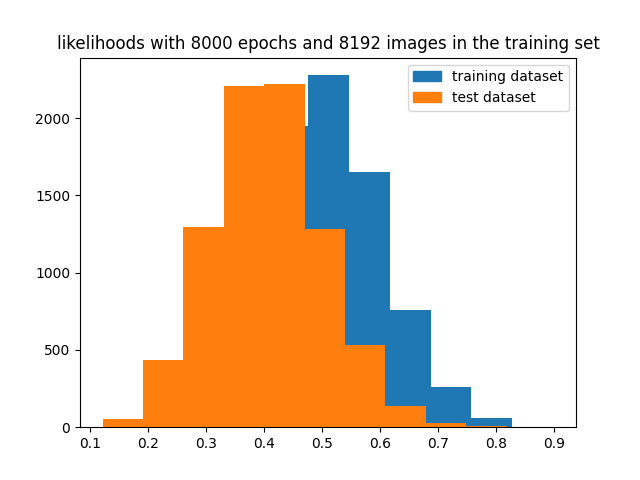 likelihoods with 8000 epochs and 8192 images in the training set
training dataset
test dataset
2000
1500
1000
500
0
0.1 0.2 0.3 0.4 0.5 0.6 0.7 0.8 0.9